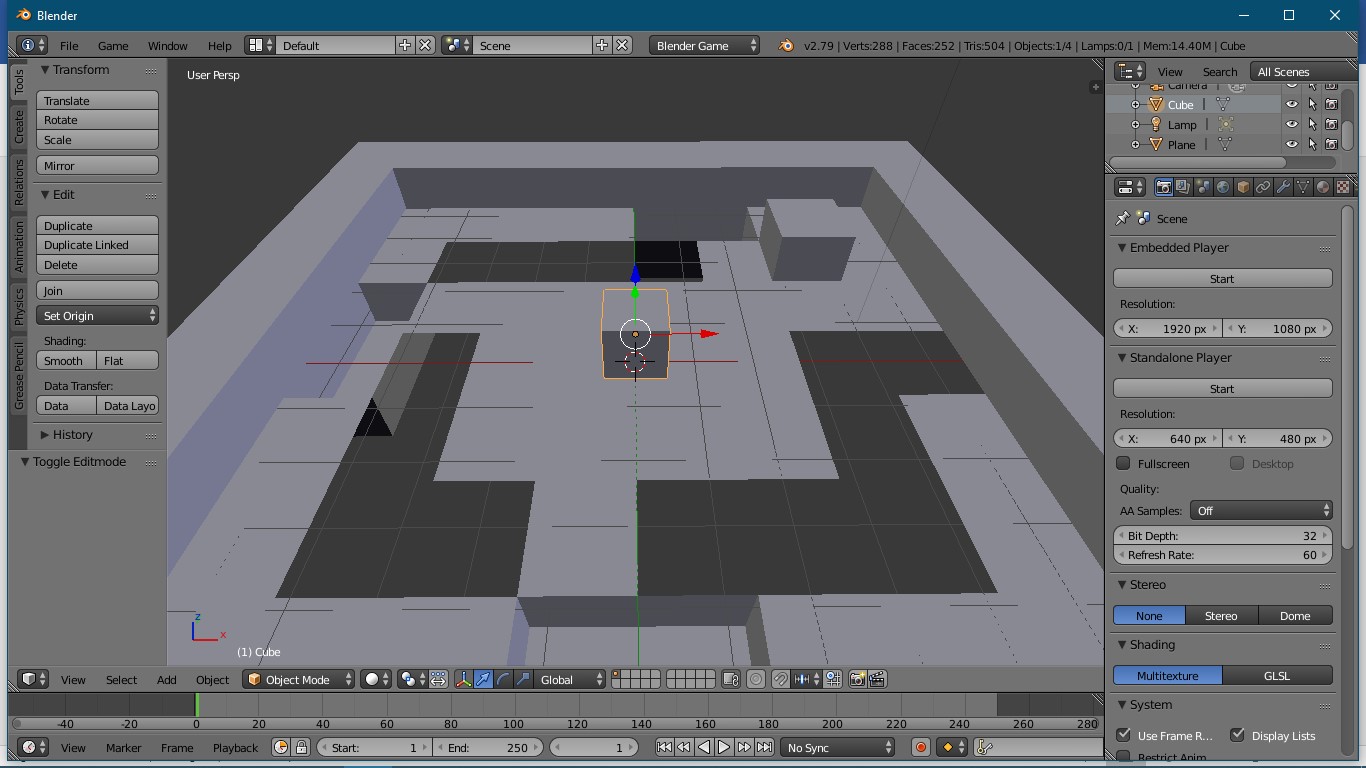 Blender
File Game Window Help Default Scene Blender Game v2.79 | Verts:288 | Faces:252 | Tris:504 | Objects:1/4 | Lamps:0/1 | Mem:14.40M | Cube
Tools
Create
Relations
Animation
Physics
Grease Pencil
Transform
Translate
Rotate
Scale
Mirror
Edit
Duplicate
Duplicate Linked
Delete
Join
Set Origin
Shading:
Smooth Flat
Data Transfer:
Data Data Layo
History
Toggle Editmode
User Persp
z
x
(1) Cube
View Select Add Object Object Mode Global
-40 -20 0 20 40 60 80 100 120 140 160 180 200 220 240 260 280
View Marker Frame Playback Start: 1 End: 250 1 No Sync
View Search All Scenes
Camera
Cube
Lamp
Plane
Scene
Embedded Player
Start
Resolution:
X: 1920 px Y: 1080 px
Standalone Player
Start
Resolution:
X: 640 px Y: 480 px
Fullscreen Desktop
Quality:
AA Samples: Off
Bit Depth: 32
Refresh Rate: 60
Stereo
None Stereo Dome
Shading
Multitexture GLSL
System
Use Frame R... Display Lists
Restrict Anim